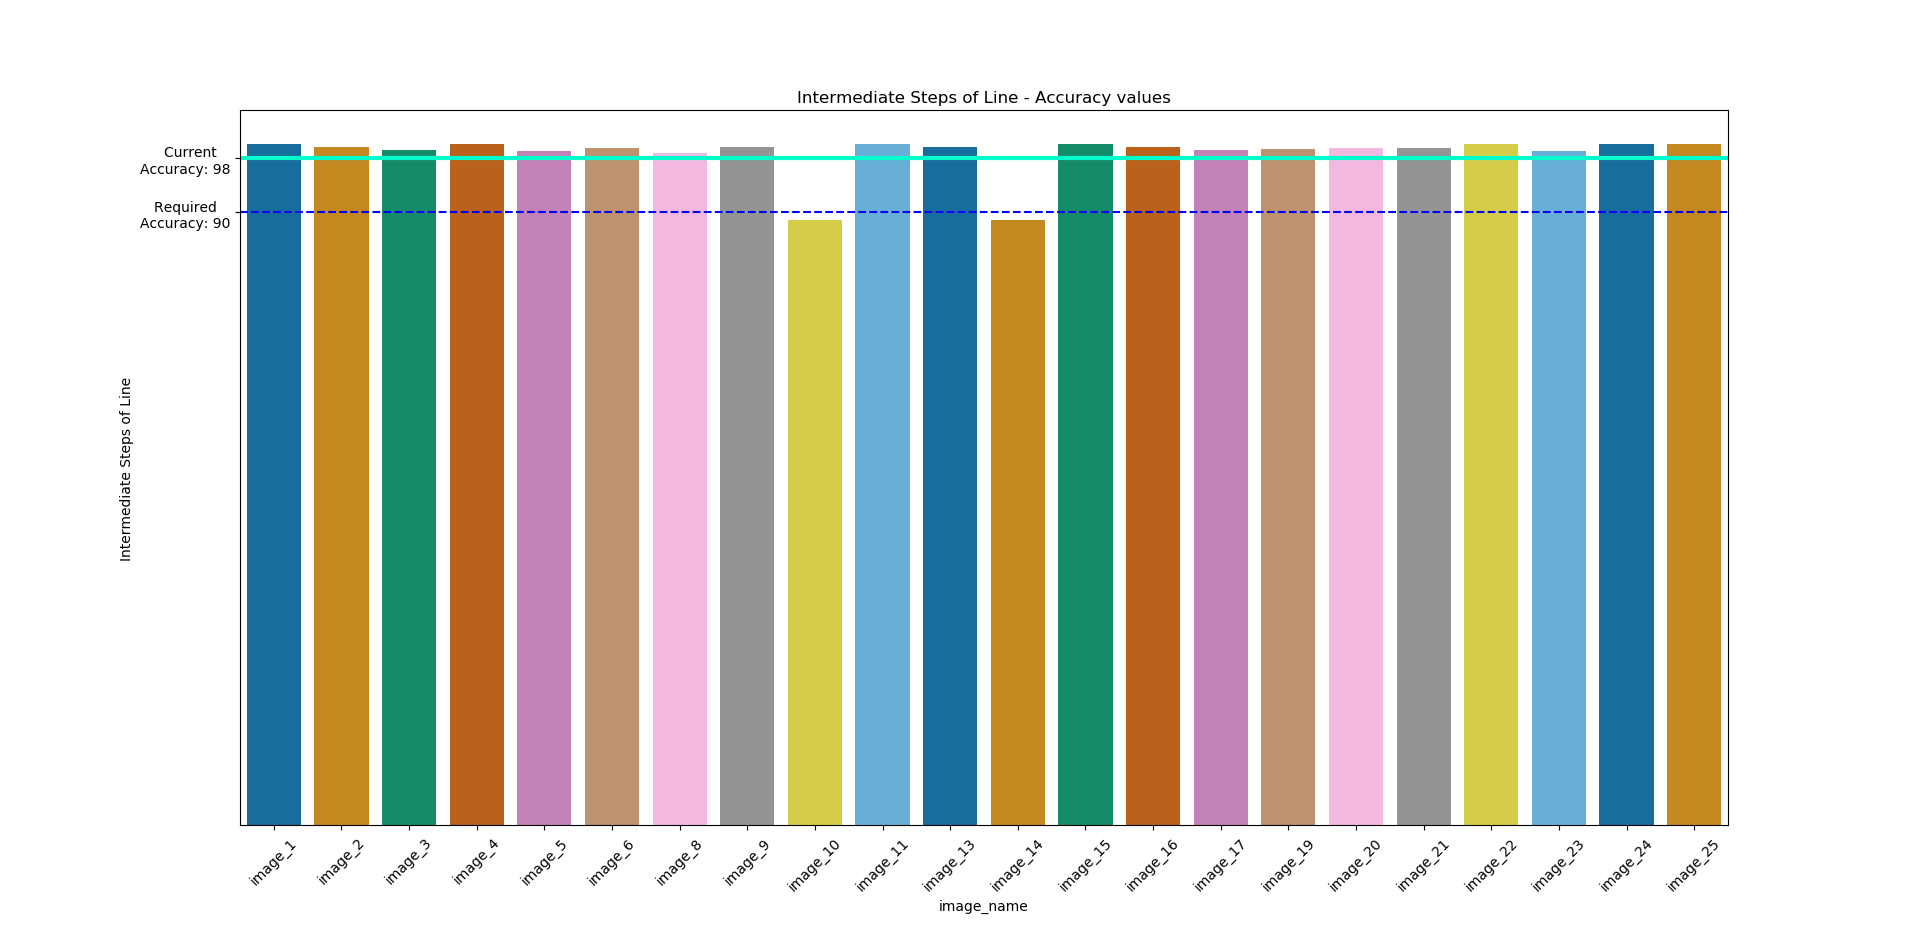 Intermediate Steps of Line - Accuracy values
Current
Accuracy: 98
Required
Accuracy: 90
Intermediate Steps of Line
image_1
image_2
image_3
image_4
image_5
image_6
image_8
image_9
image_10
image_11
image_13
image_14
image_15
image_16
image_17
image_19
image_20
image_21
image_22
image_23
image_24
image_25
image_name